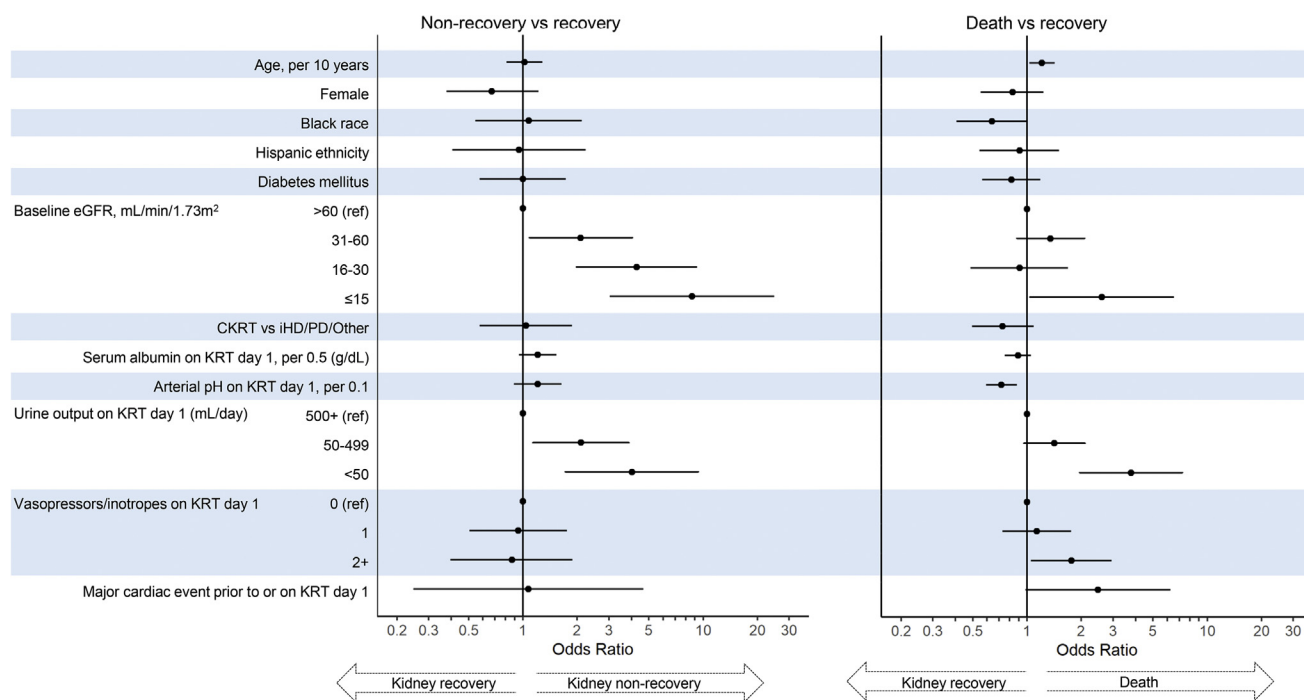 Non-recovery vs recovery
Death vs recovery
Age, per 10 years
Female
Black race
Hispanic ethnicity
Diabetes mellitus
Baseline eGFR, mL/min/1.73m² >60 (ref)
31-60
16-30
≤15
CKRT vs iHD/PD/Other
Serum albumin on KRT day 1, per 0.5 (g/dL)
Arterial pH on KRT day 1, per 0.1
Urine output on KRT day 1 (mL/day) 500+ (ref)
50-499
<50
Vasopressors/inotropes on KRT day 1 0 (ref)
1
2+
Major cardiac event prior to or on KRT day 1
0.2 0.3 0.5 1 2 3 5 10 20 30
0.2 0.3 0.5 1 2 3 5 10 20 30
Odds Ratio
Odds Ratio
Kidney recovery
Kidney non-recovery
Kidney recovery
Death